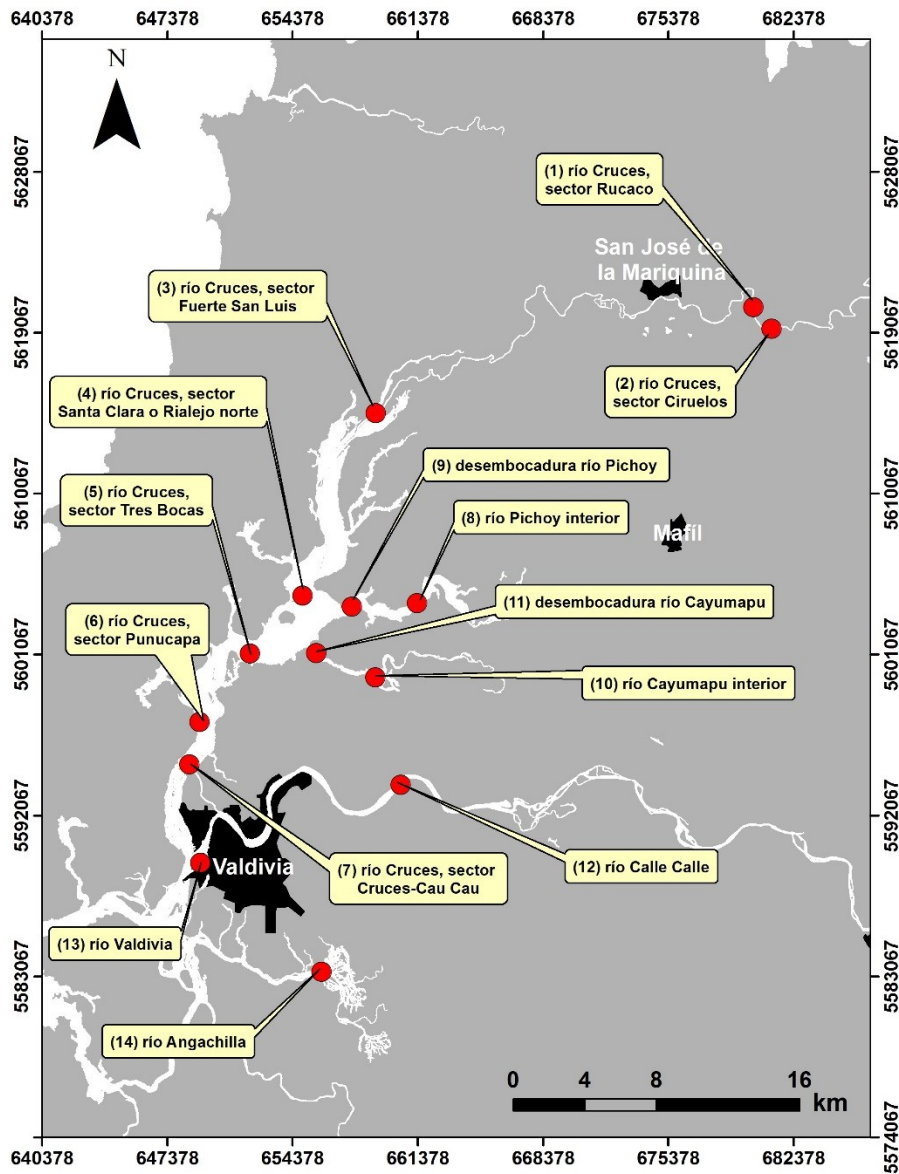 640378 647378 654378 661378 668378 675378 682378
N
5628067
5628067
(1) río Cruces,
sector Rucaco
San José de
la Mariquina
(3) río Cruces, sector
Fuerte San Luis
5619067
5619067
(2) río Cruces,
sector Ciruelos
(4) río Cruces, sector
Santa Clara o Rialejo norte
(9) desembocadura río Pichoy
(5) río Cruces,
sector Tres Bocas
5610067
5610067
(8) río Pichoy interior
Mafíl
(11) desembocadura río Cayumapu
(6) río Cruces,
sector Punucapa
5601067
5601067
(10) río Cayumapu interior
5592067
5592067
Valdivia
(7) río Cruces, sector
Cruces-Cau Cau
(12) río Calle Calle
(13) río Valdivia
5583067
5583067
(14) río Angachilla
0 4 8 16
km
5574067
5574067
640378 647378 654378 661378 668378 675378 682378